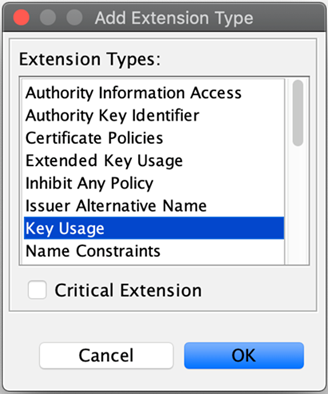 Add Extension Type
Extension Types:
Authority Information Access
Authority Key Identifier
Certificate Policies
Extended Key Usage
Inhibit Any Policy
Issuer Alternative Name
Key Usage
Name Constraints
Critical Extension
Cancel OK